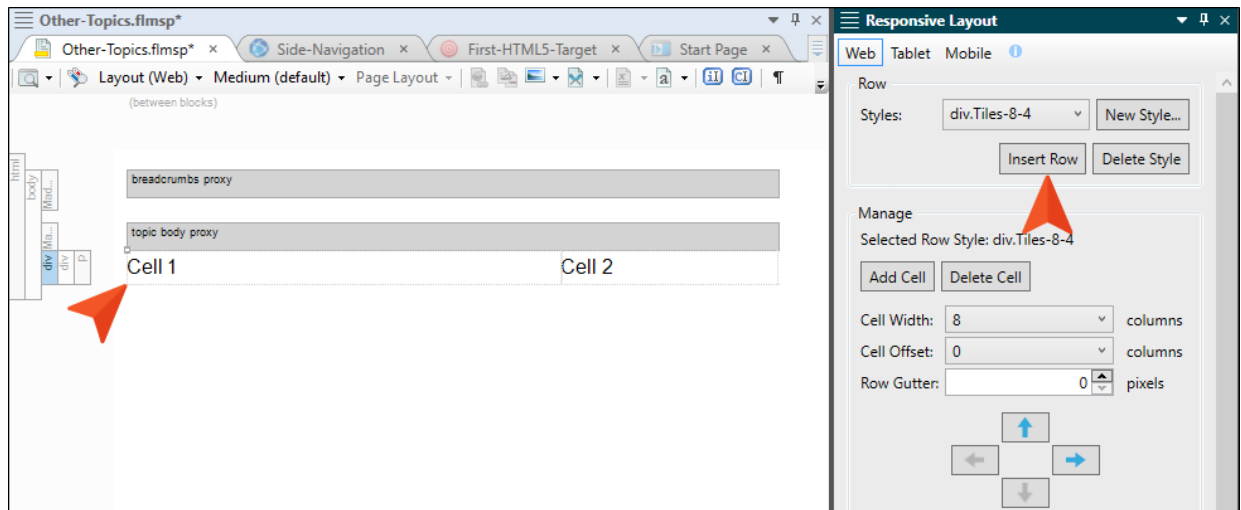 Other-Topics.flmsp*
Other-Topics.flmsp* Side-Navigation First-HTML5-Target Start Page
Layout (Web) Medium (default) Page Layout
(between blocks)
html
body
Mad...
breadcrumbs proxy
Ma...
topic body proxy
div div p
Cell 1 Cell 2
Responsive Layout
Web Tablet Mobile
Row
Styles: div.Tiles-8-4 New Style...
Insert Row Delete Style
Manage
Selected Row Style: div.Tiles-8-4
Add Cell Delete Cell
Cell Width: 8 columns
Cell Offset: 0 columns
Row Gutter: 0 pixels